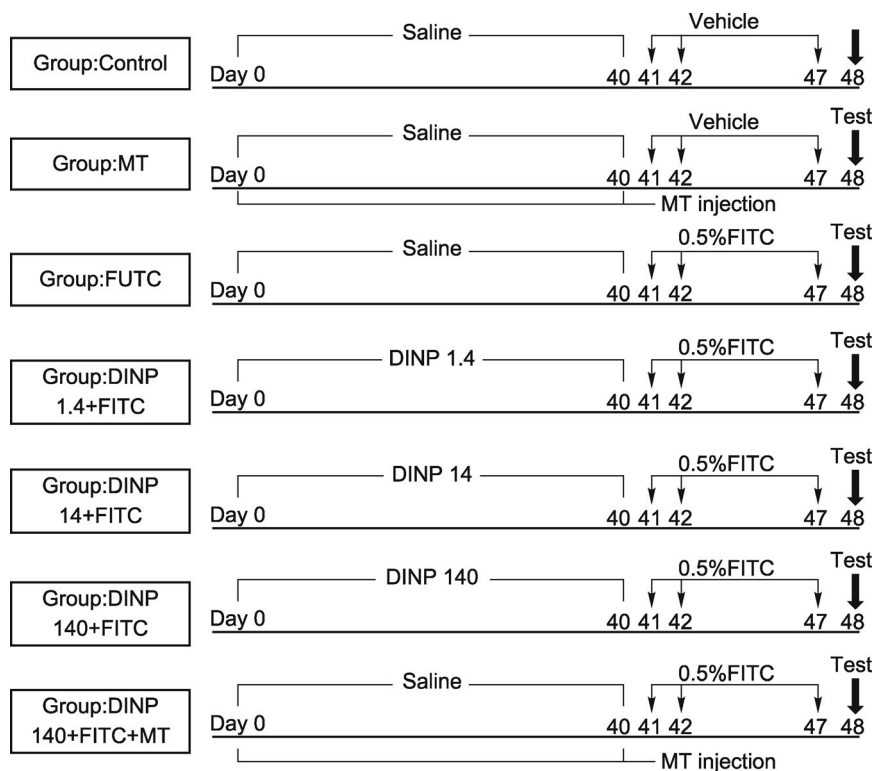 Saline
Vehicle
Group:Control
Day 0
40 41 42 47 48
Test
Saline
Vehicle
Group:MT
Day 0
40 41 42 47 48
MT injection
Test
Saline
0.5%FITC
Group:FUTC
Day 0
40 41 42 47 48
Test
DINP 1.4
0.5%FITC
Group:DINP
1.4+FITC
Day 0
40 41 42 47 48
Test
DINP 14
0.5%FITC
Group:DINP
14+FITC
Day 0
40 41 42 47 48
Test
DINP 140
0.5%FITC
Group:DINP
140+FITC
Day 0
40 41 42 47 48
Test
Saline
0.5%FITC
Group:DINP
140+FITC+MT
Day 0
40 41 42 47 48
MT injection